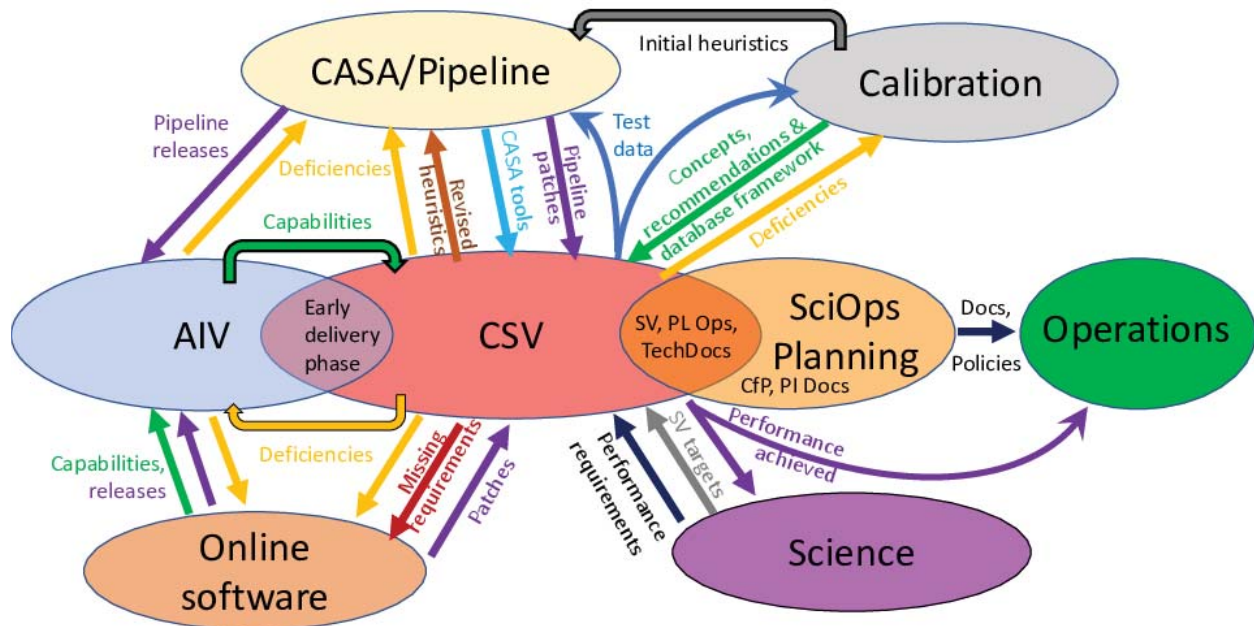 Initial heuristics
CASA/Pipeline
Calibration
Pipeline
releases
Deficiencies
Revised
heuristics
CASA tools
Pipeline
patches
Test
data
Concepts,
recommendations &
database framework
Deficiencies
Capabilities
AIV
Early
delivery
phase
CSV
SV, PL Ops,
TechDocs
SciOps
Planning
CfP, PI Docs
Docs,
Policies
Operations
Capabilities,
releases
Deficiencies
Missing
requirements
Patches
Performance
requirements
SV targets
Performance
achieved
Online
software
Science